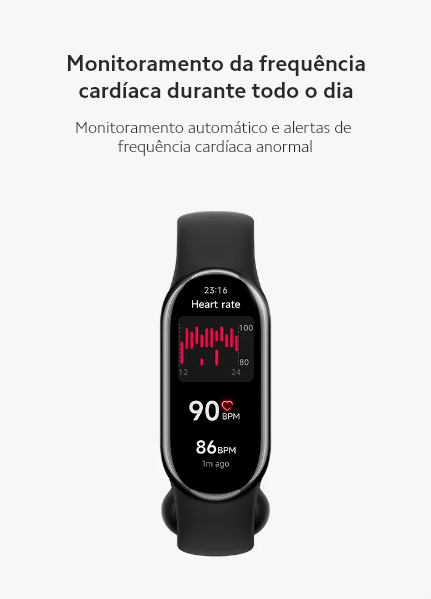 Monitoramento da frequência
cardíaca durante todo o dia
Monitoramento automático e alertas de
frequência cardíaca anormal
23:16
Heart rate
100
80
12 24
90 BPM
86 BPM
1m ago